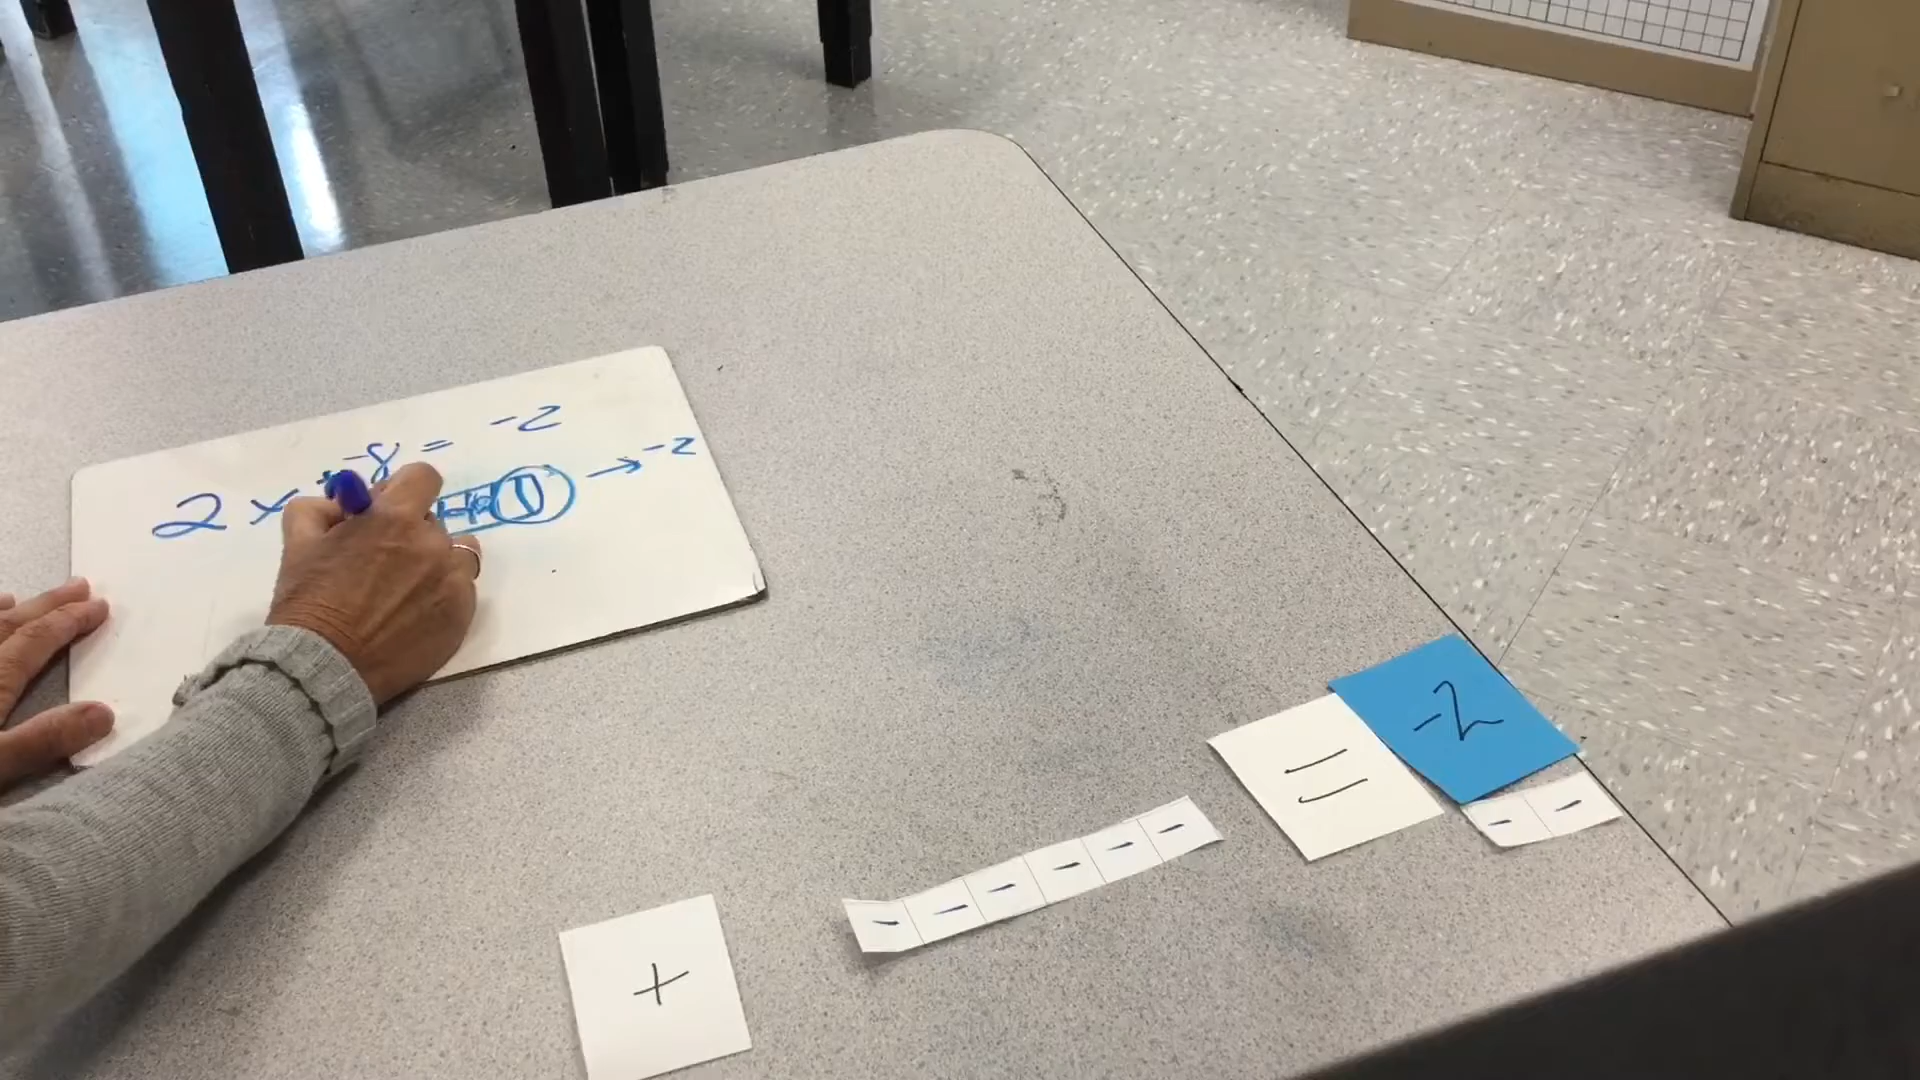 2x + -8 = -2
→ -2
-2
=
- -
- - - - - -
+